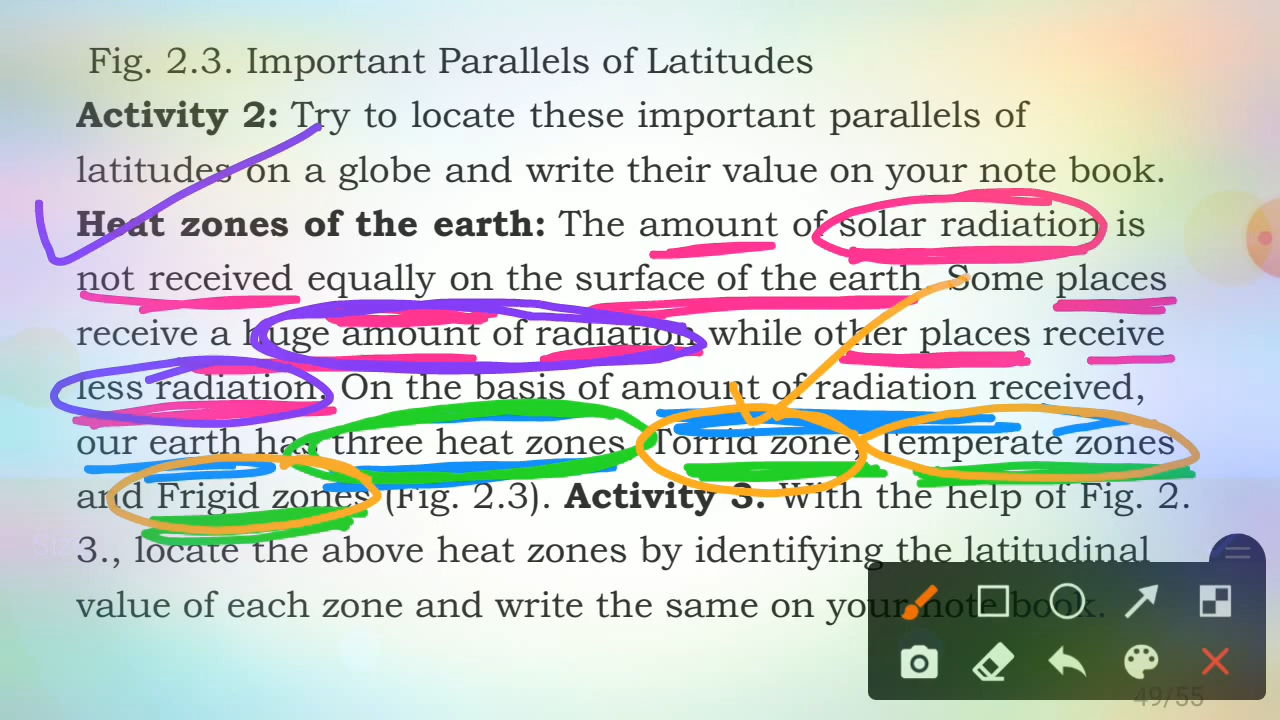 Fig. 2.3. Important Parallels of Latitudes
Activity 2: Try to locate these important parallels of
latitudes on a globe and write their value on your note book.
Heat zones of the earth: The amount of solar radiation is
not received equally on the surface of the earth. Some places
receive a huge amount of radiation while other places receive
less radiation. On the basis of amount of radiation received,
our earth has three heat zones, Torrid zone, Temperate zones
and Frigid zones (Fig. 2.3). Activity 3. With the help of Fig. 2.
3., locate the above heat zones by identifying the latitudinal
value of each zone and write the same on your note book.
49/55